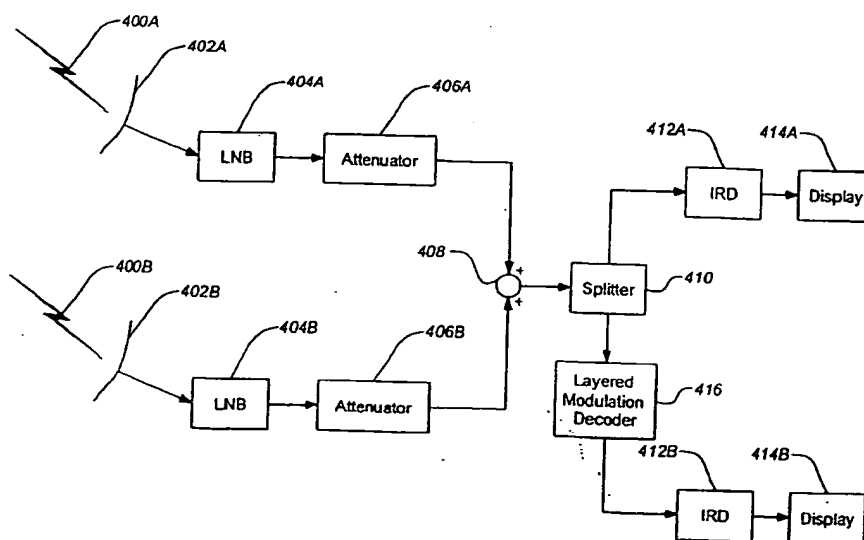 400A
402A
404A
406A
LNB
Attenuator
412A
414A
IRD
Display
400B
402B
408
+
+
Splitter
410
404B
406B
LNB
Attenuator
Layered
Modulation
Decoder
416
412B
414B
IRD
Display